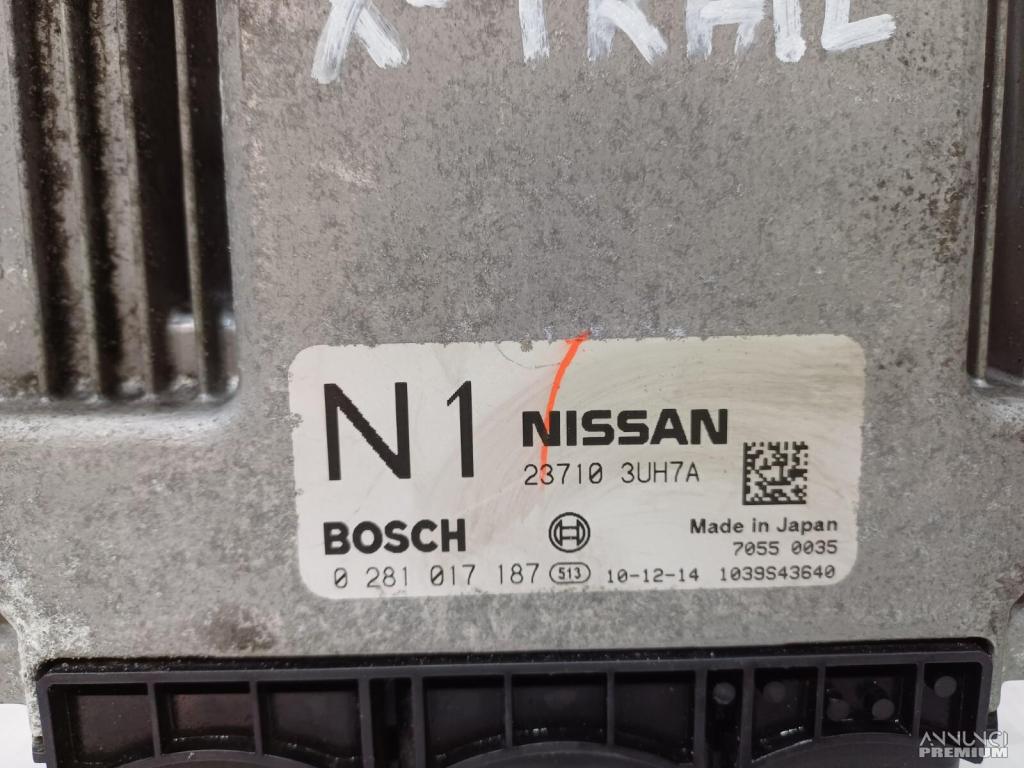 X-TRAIL
N1
NISSAN
23710 3UH7A
BOSCH
Made in Japan
7055 0035
0 281 017 187 513 10-12-14 1039S43640
ANNUNCI
PREMIUM